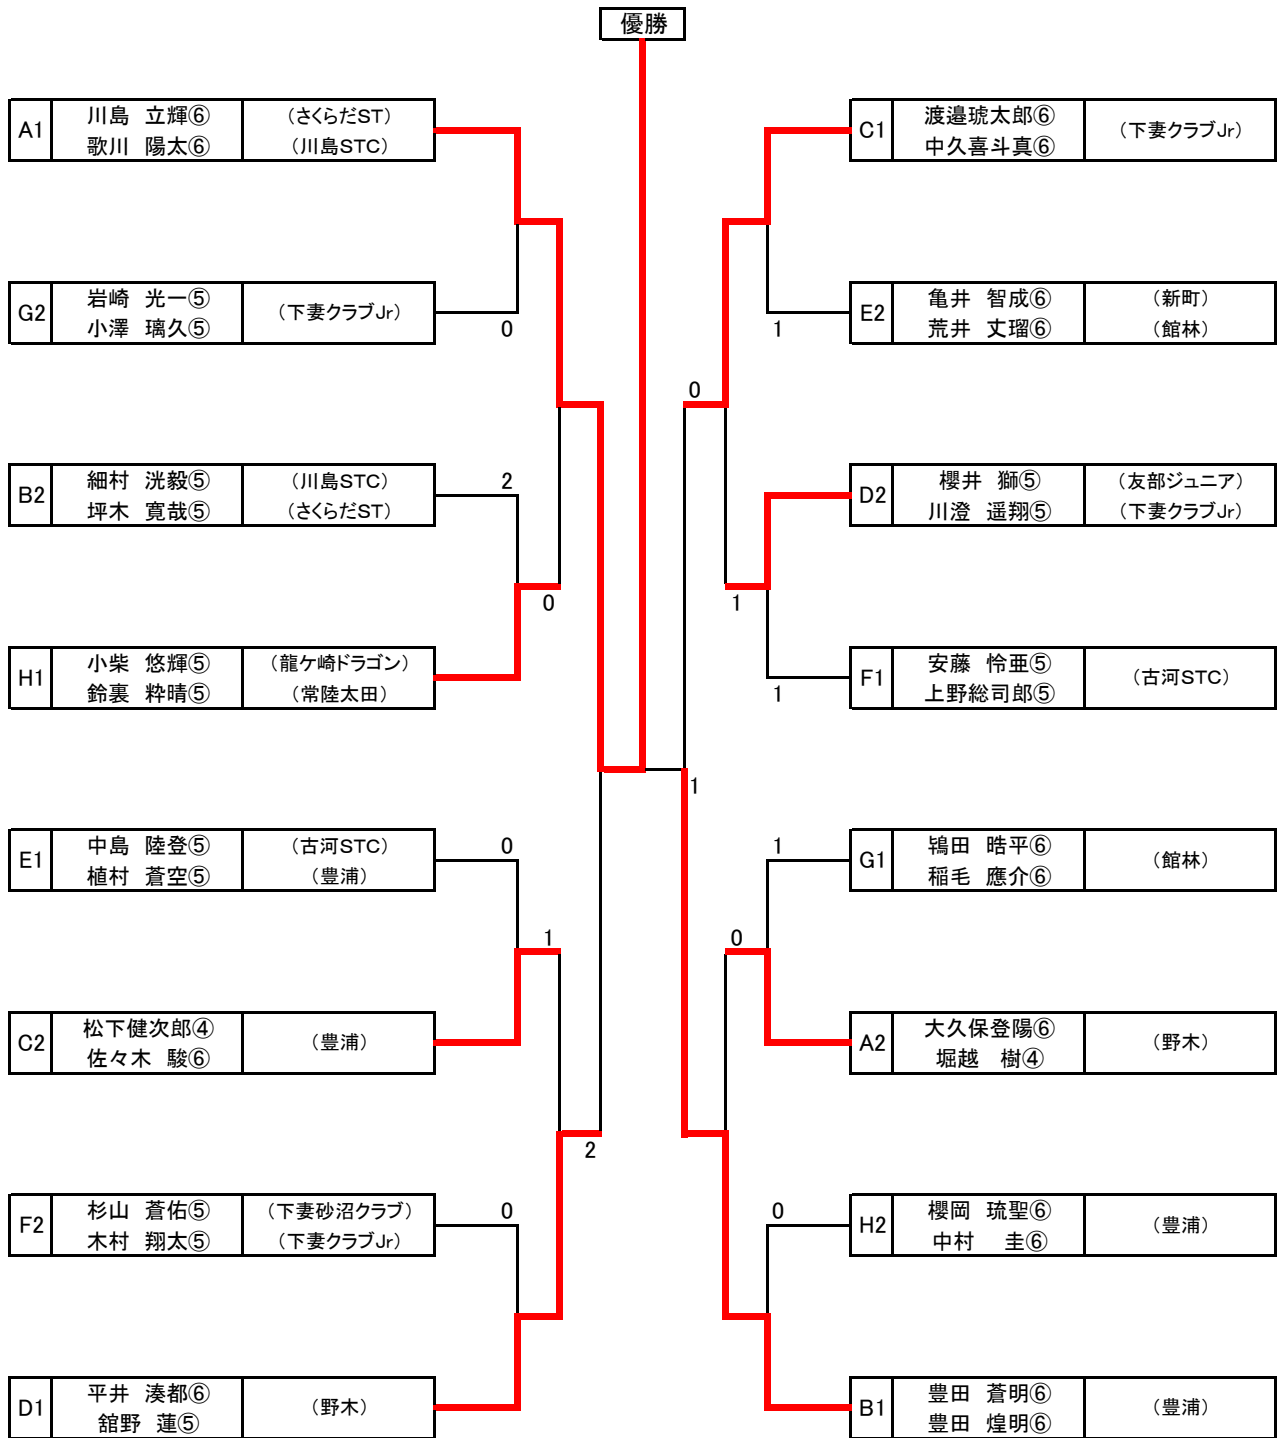 優勝
A1
川島 立輝⑥ (さくらだST)
歌川 陽太⑥ (川島STC)
G2
岩崎 光一⑤
小澤 璃久⑤
(下妻クラブJr)
0
B2
細村 洸毅⑤ (川島STC)
坪木 寛哉⑤ (さくらだST)
2
0
H1
小柴 悠輝⑤ (龍ケ崎ドラゴン)
鈴裏 粋晴⑤ (常陸太田)
E1
中島 陸登⑤ (古河STC)
植村 蒼空⑤ (豊浦)
0
1
C2
松下健次郎④
佐々木 駿⑥
(豊浦)
2
F2
杉山 蒼佑⑤ (下妻砂沼クラブ)
木村 翔太⑤ (下妻クラブJr)
0
D1
平井 湊都⑥
舘野 蓮⑤
(野木)
C1
渡邉琥太郎⑥
中久喜斗真⑥
(下妻クラブJr)
E2
亀井 智成⑥ (新町)
荒井 丈瑠⑥ (館林)
1
0
D2
櫻井 獅⑤ (友部ジュニア)
川澄 遥翔⑤ (下妻クラブJr)
1
F1
安藤 怜亜⑤
上野総司郎⑤
(古河STC)
1
1
G1
鴇田 晧平⑥
稲毛 應介⑥
(館林)
1
0
A2
大久保登陽⑥
堀越 樹④
(野木)
H2
櫻岡 琉聖⑥
中村 圭⑥
(豊浦)
0
B1
豊田 蒼明⑥
豊田 煌明⑥
(豊浦)